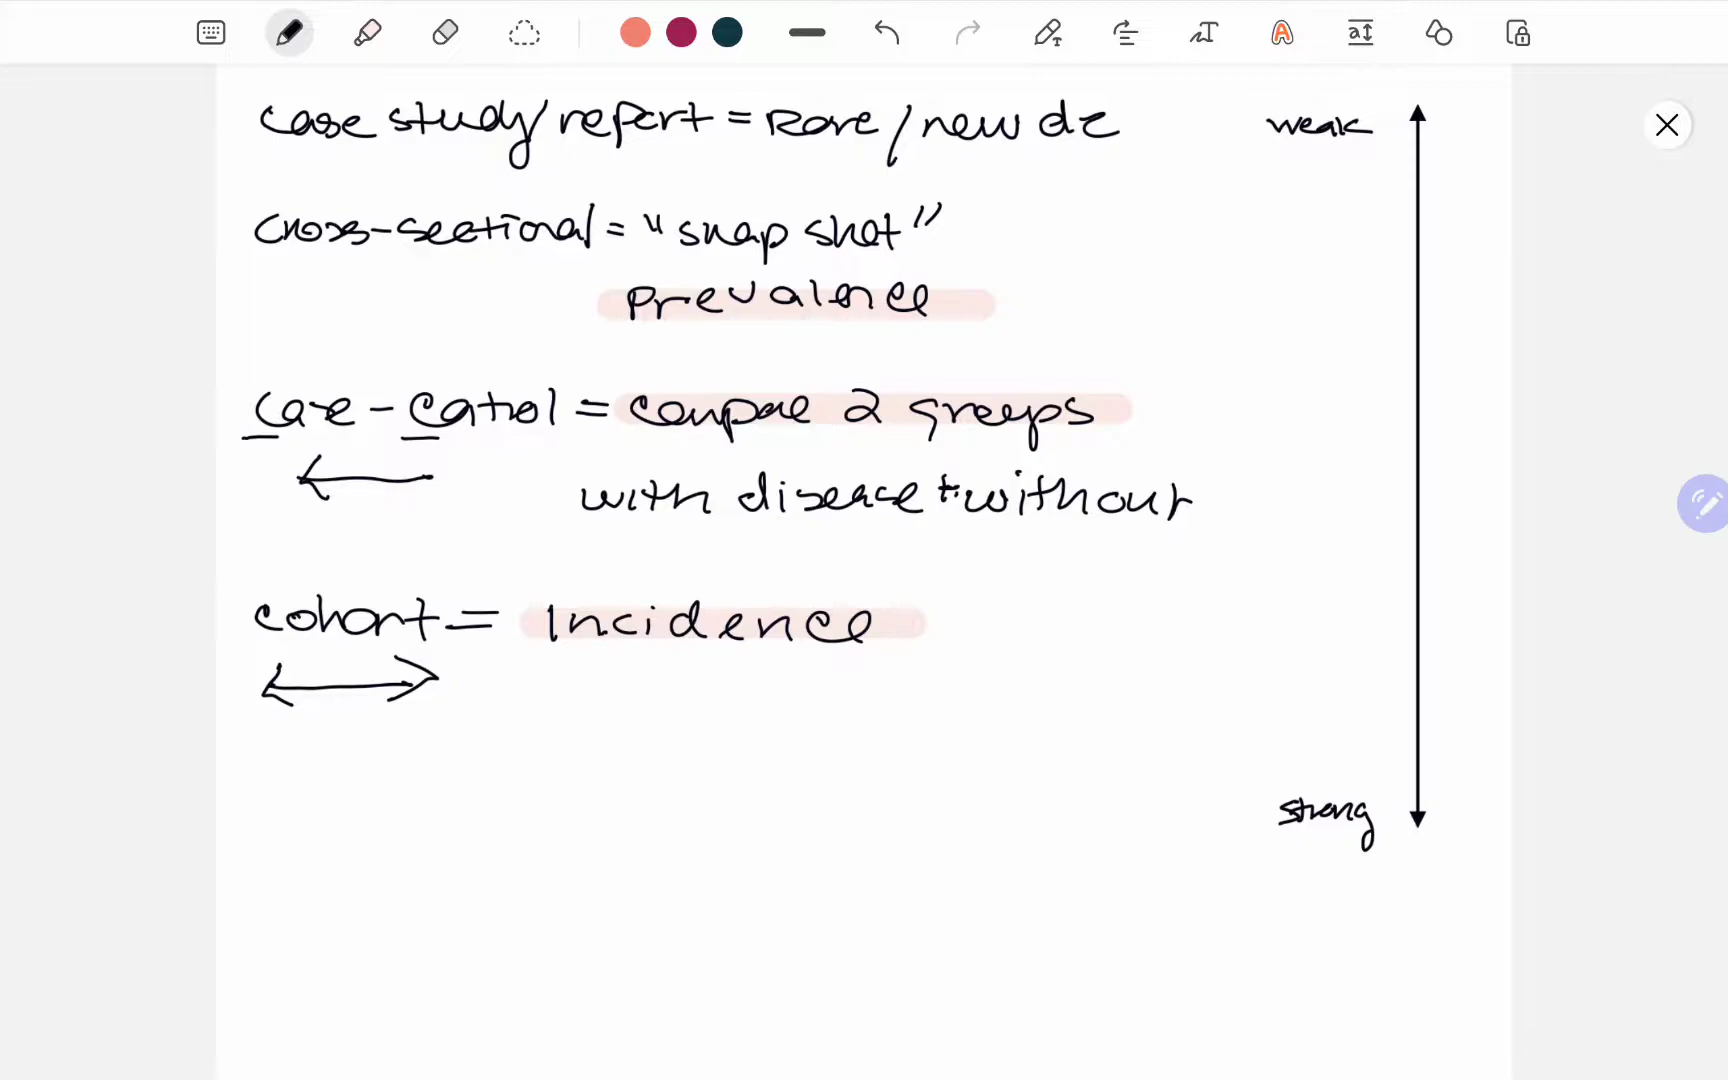 case study/report = Rare/new dz
weak
cross-sectional = "snap shot"
prevalence
case-control = compare 2 groups
with disease + without
cohort = Incidence
strong